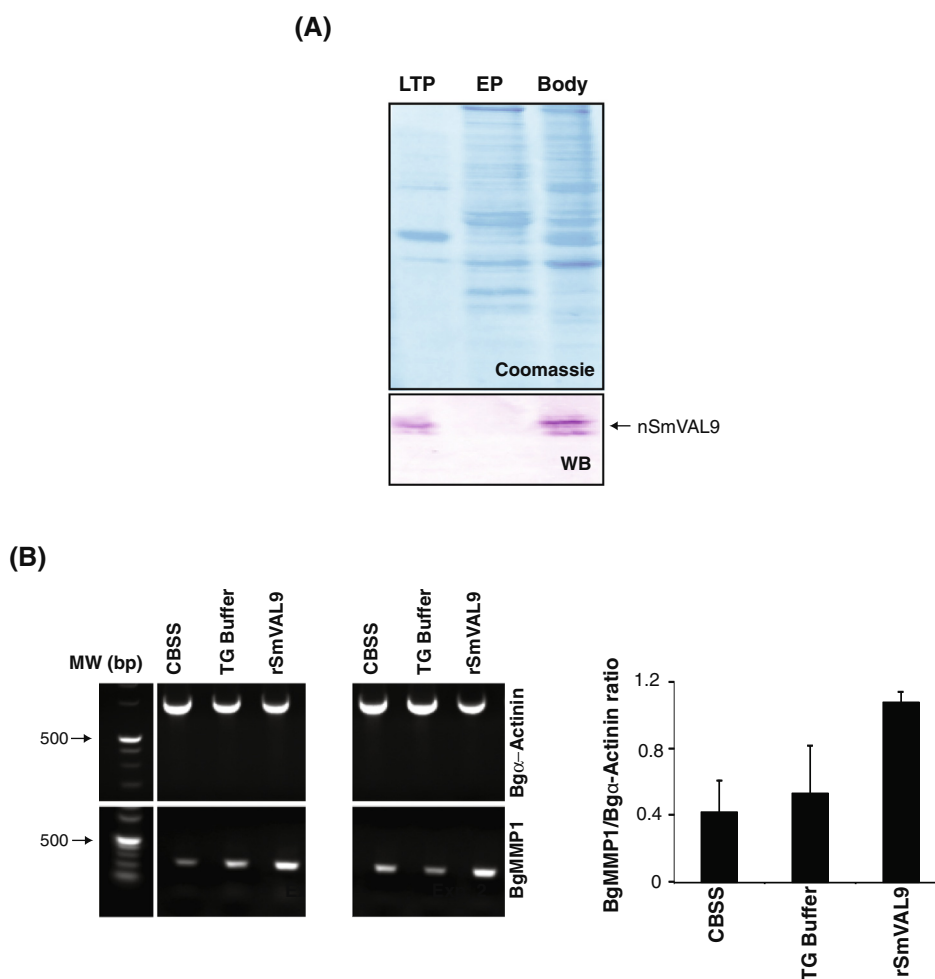 (A)
LTP EP Body
Coomassie
← nSmVAL9
WB
(B)
CBSS TG Buffer rSmVAL9 CBSS TG Buffer rSmVAL9
MW (bp)
500 →
Bgα–Actinin
500 →
BgMMP1
BgMMP1/Bgα-Actinin ratio
1.2
0.8
0.4
0
CBSS TG Buffer rSmVAL9